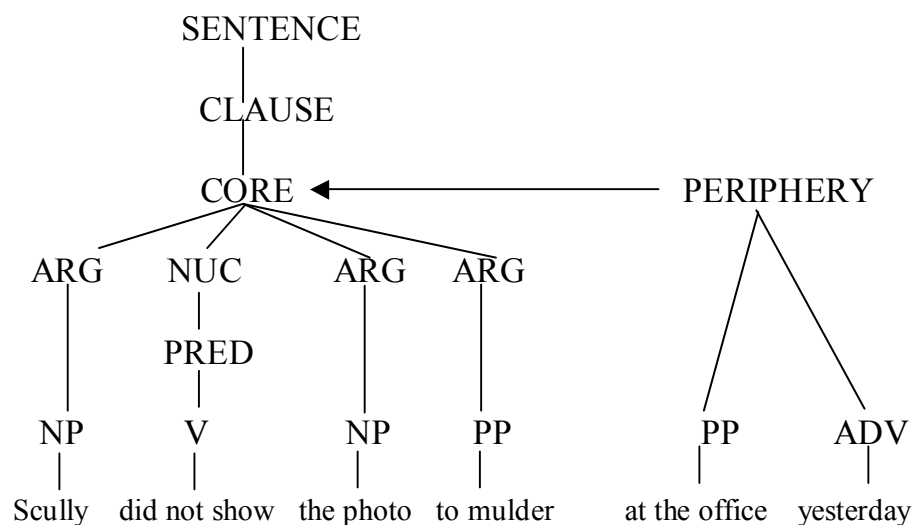 SENTENCE
CLAUSE
CORE PERIPHERY
ARG NUC ARG ARG
PRED
NP V NP PP PP ADV
Scully did not show the photo to mulder at the office yesterday